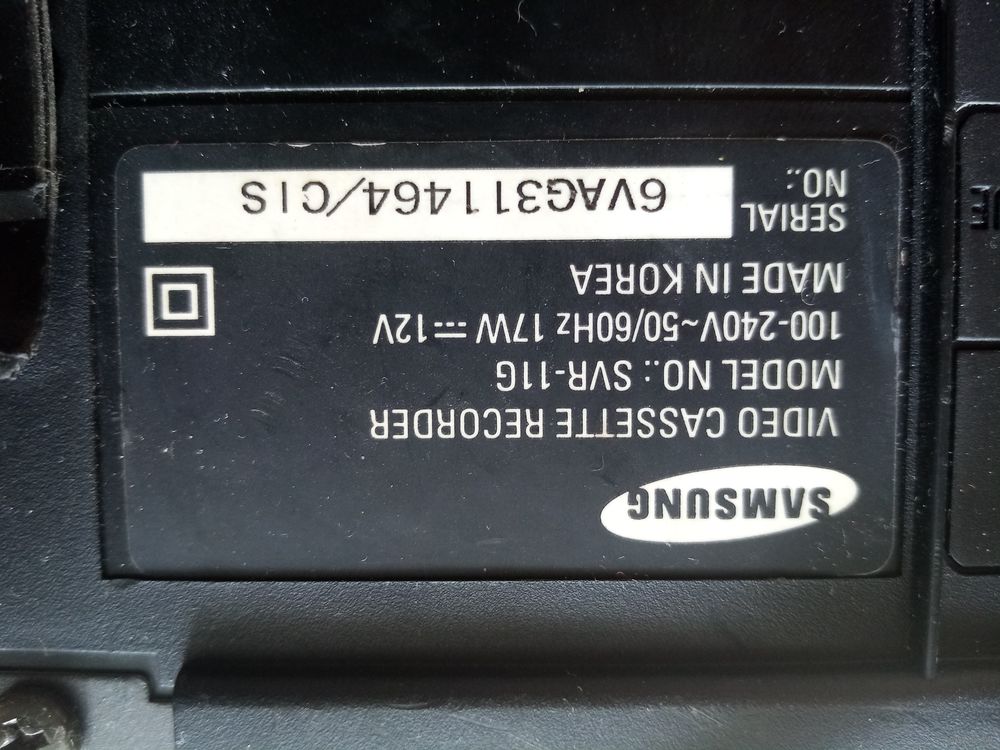 SAMSUNG
VIDEO CASSETTE RECORDER
MODEL NO.: SVR-11G
100-240V~50/60Hz 17W ⎓ 12V
MADE IN KOREA
SERIAL
NO.: 6VAG311464/CIS